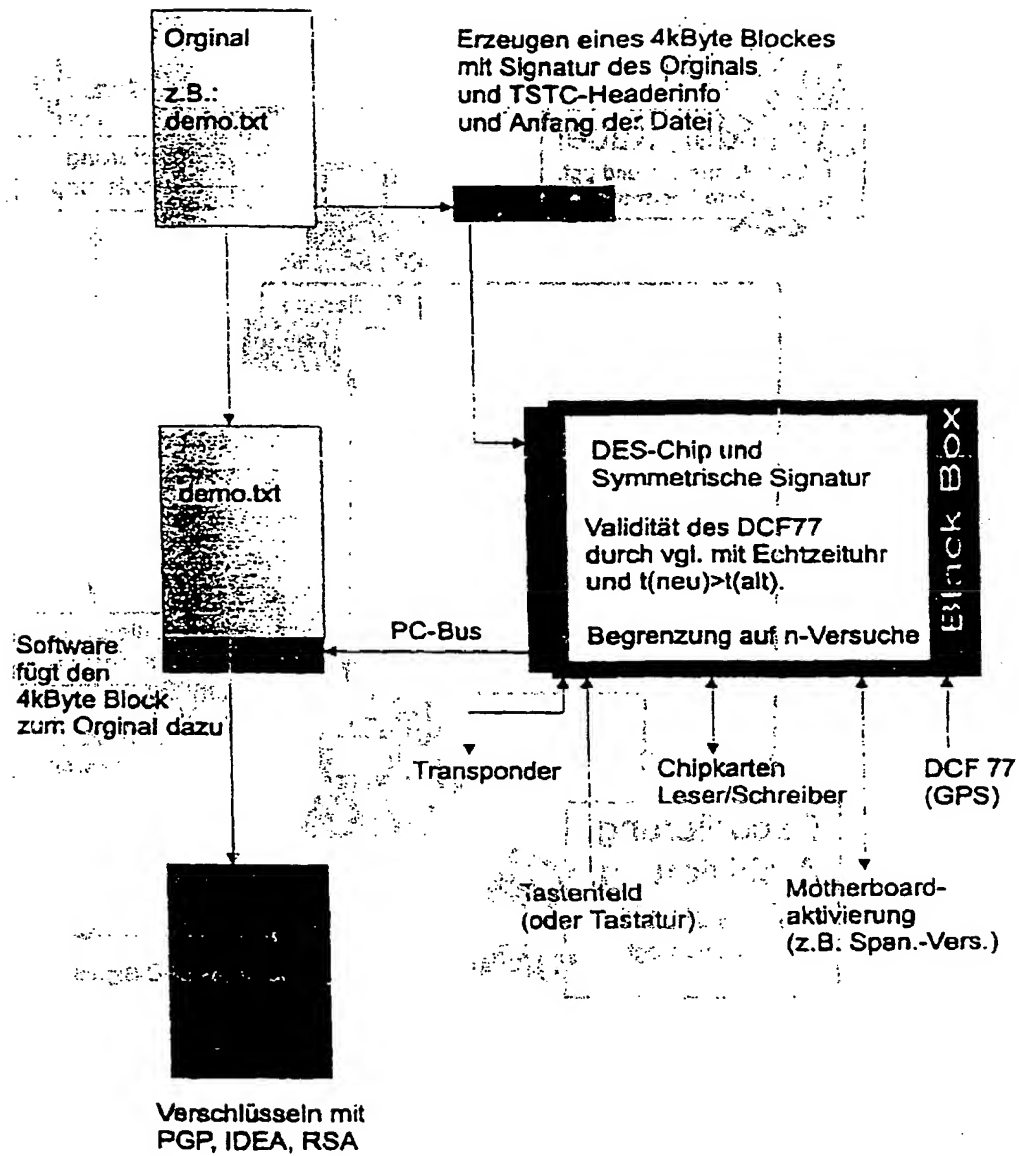 Orginal
z.B.:
demo.txt
Erzeugen eines 4kByte Blockes
mit Signatur des Orginals
und TSTC-Headerinfo
und Anfang der Datei
DES-Chip und
Symmetrische Signatur
Validität des DCF77
durch vgl. mit Echtzeituhr
und t(neu)>t(alt).
Begrenzung auf n-Versuche
Black Box
demo.txt
PC-Bus
Software
fügt den
4kByte Block
zum Orginal dazu
Transponder
Chipkarten
Leser/Schreiber
DCF 77
(GPS)
Tastenfeld
(oder Tastatur)
Motherboard-
aktivierung
(z.B: Span.-Vers.)
Verschlüsseln mit
PGP, IDEA, RSA